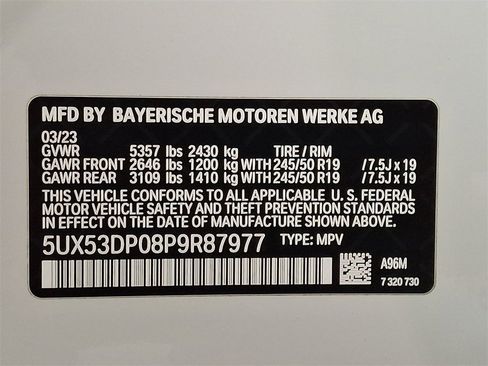 MFD BY BAYERISCHE MOTOREN WERKE AG
03/23
GVWR 5357 lbs 2430 kg TIRE / RIM
GAWR FRONT 2646 lbs 1200 kg WITH 245/50 R19 / 7.5J x 19
GAWR REAR 3109 lbs 1410 kg WITH 245/50 R19 / 7.5J x 19
THIS VEHICLE CONFORMS TO ALL APPLICABLE U. S. FEDERAL
MOTOR VEHICLE SAFETY AND THEFT PREVENTION STANDARDS
IN EFFECT ON THE DATE OF MANUFACTURE SHOWN ABOVE.
5UX53DP08P9R87977 TYPE: MPV
A96M
7 320 730